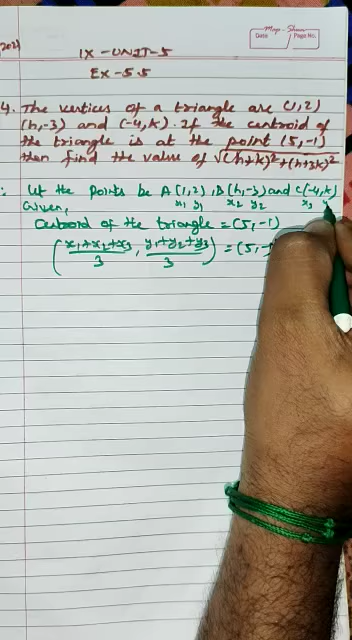 2021
Map-Shaw
Date Page No.
IX-UNIT-5
EX-5.5
4. The vertices of a triangle are (1,2)
(h,-3) and (-4,k). If the centroid of
the triangle is at the point (5,-1)
then find the value of √(h+k)²+(h+3k)²
: let the points be A (1,2), B(h,-3) and C(-4,k)
x₁ y₁ x₂ y₂ x₃
Given,
centroid of the triangle = (5,-1)
(x₁+x₂+x₃/3, y₁+y₂+y₃/3) = (5,-